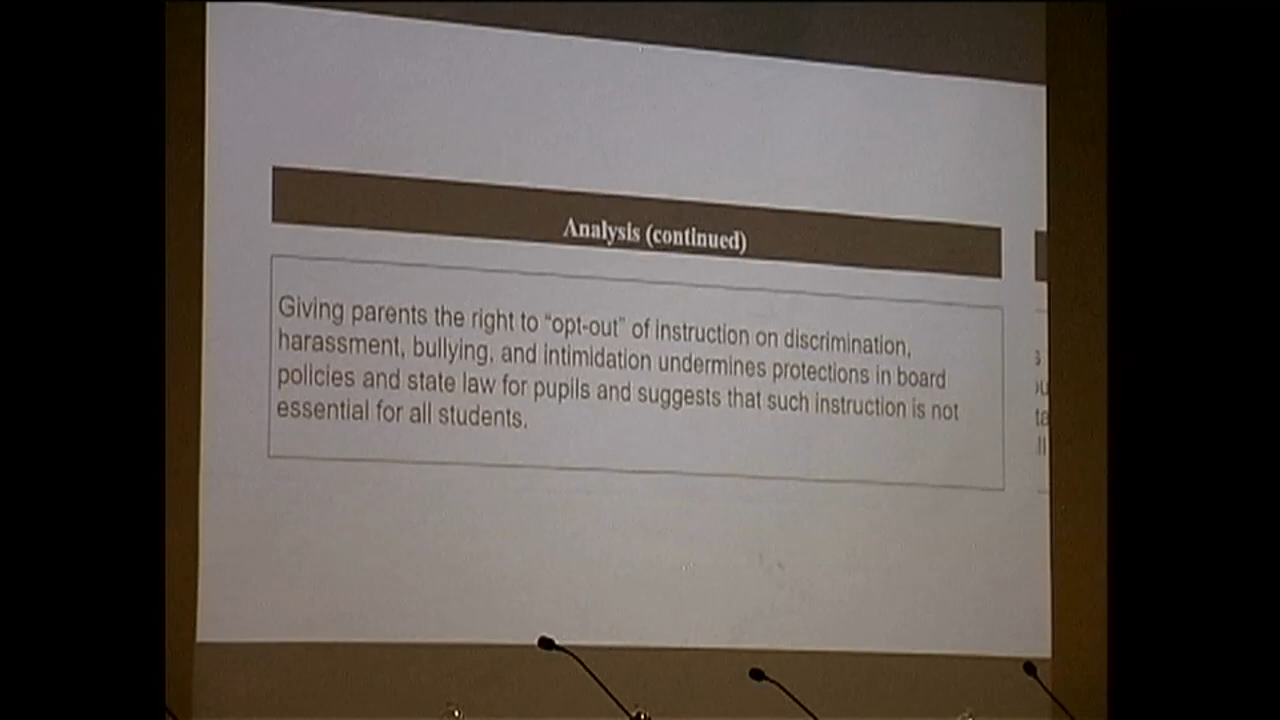 Analysis (continued)
Giving parents the right to “opt-out” of instruction on discrimination,
harassment, bullying, and intimidation undermines protections in board
policies and state law for pupils and suggests that such instruction is not
essential for all students.